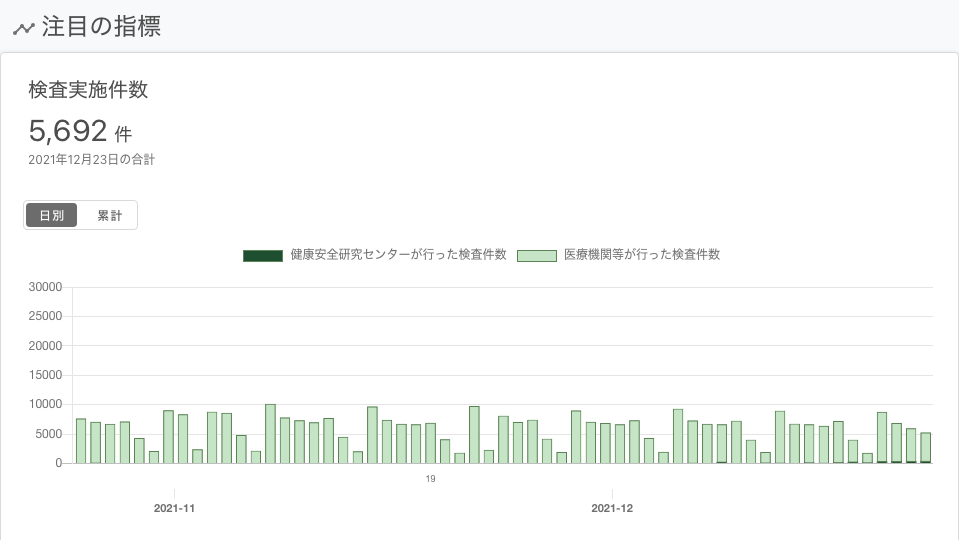 注目の指標
検査実施件数
5,692 件
2021年12月23日の合計
日別 累計
健康安全研究センターが行った検査件数 医療機関等が行った検査件数
30000
25000
20000
15000
10000
5000
0
19
2021-11 2021-12